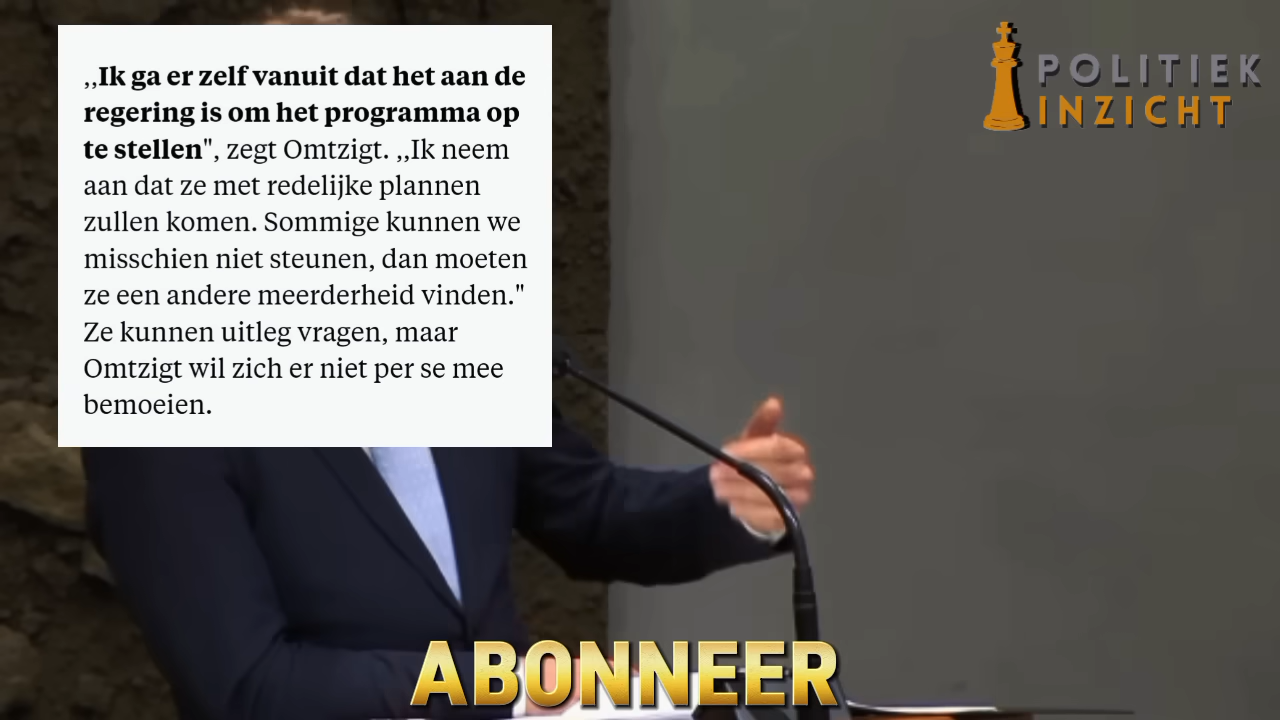 ,,Ik ga er zelf vanuit dat het aan de
regering is om het programma op
te stellen", zegt Omtzigt. ,,Ik neem
aan dat ze met redelijke plannen
zullen komen. Sommige kunnen we
misschien niet steunen, dan moeten
ze een andere meerderheid vinden."
Ze kunnen uitleg vragen, maar
Omtzigt wil zich er niet per se mee
bemoeien.
POLITIEK
INZICHT
ABONNEER